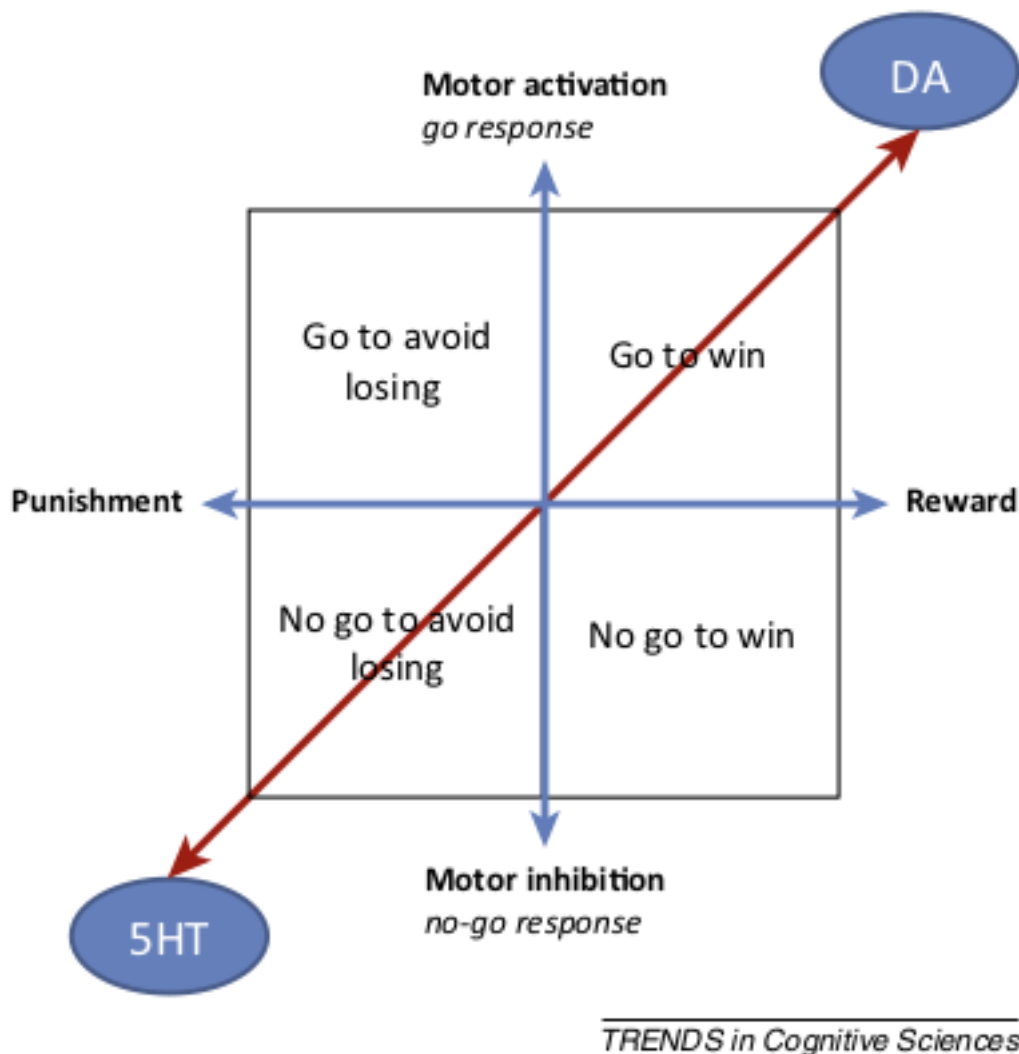 DA
Motor activation
go response
Go to avoid
losing
Go to win
Punishment
Reward
No go to avoid
losing
No go to win
Motor inhibition
no-go response
5HT
TRENDS in Cognitive Sciences